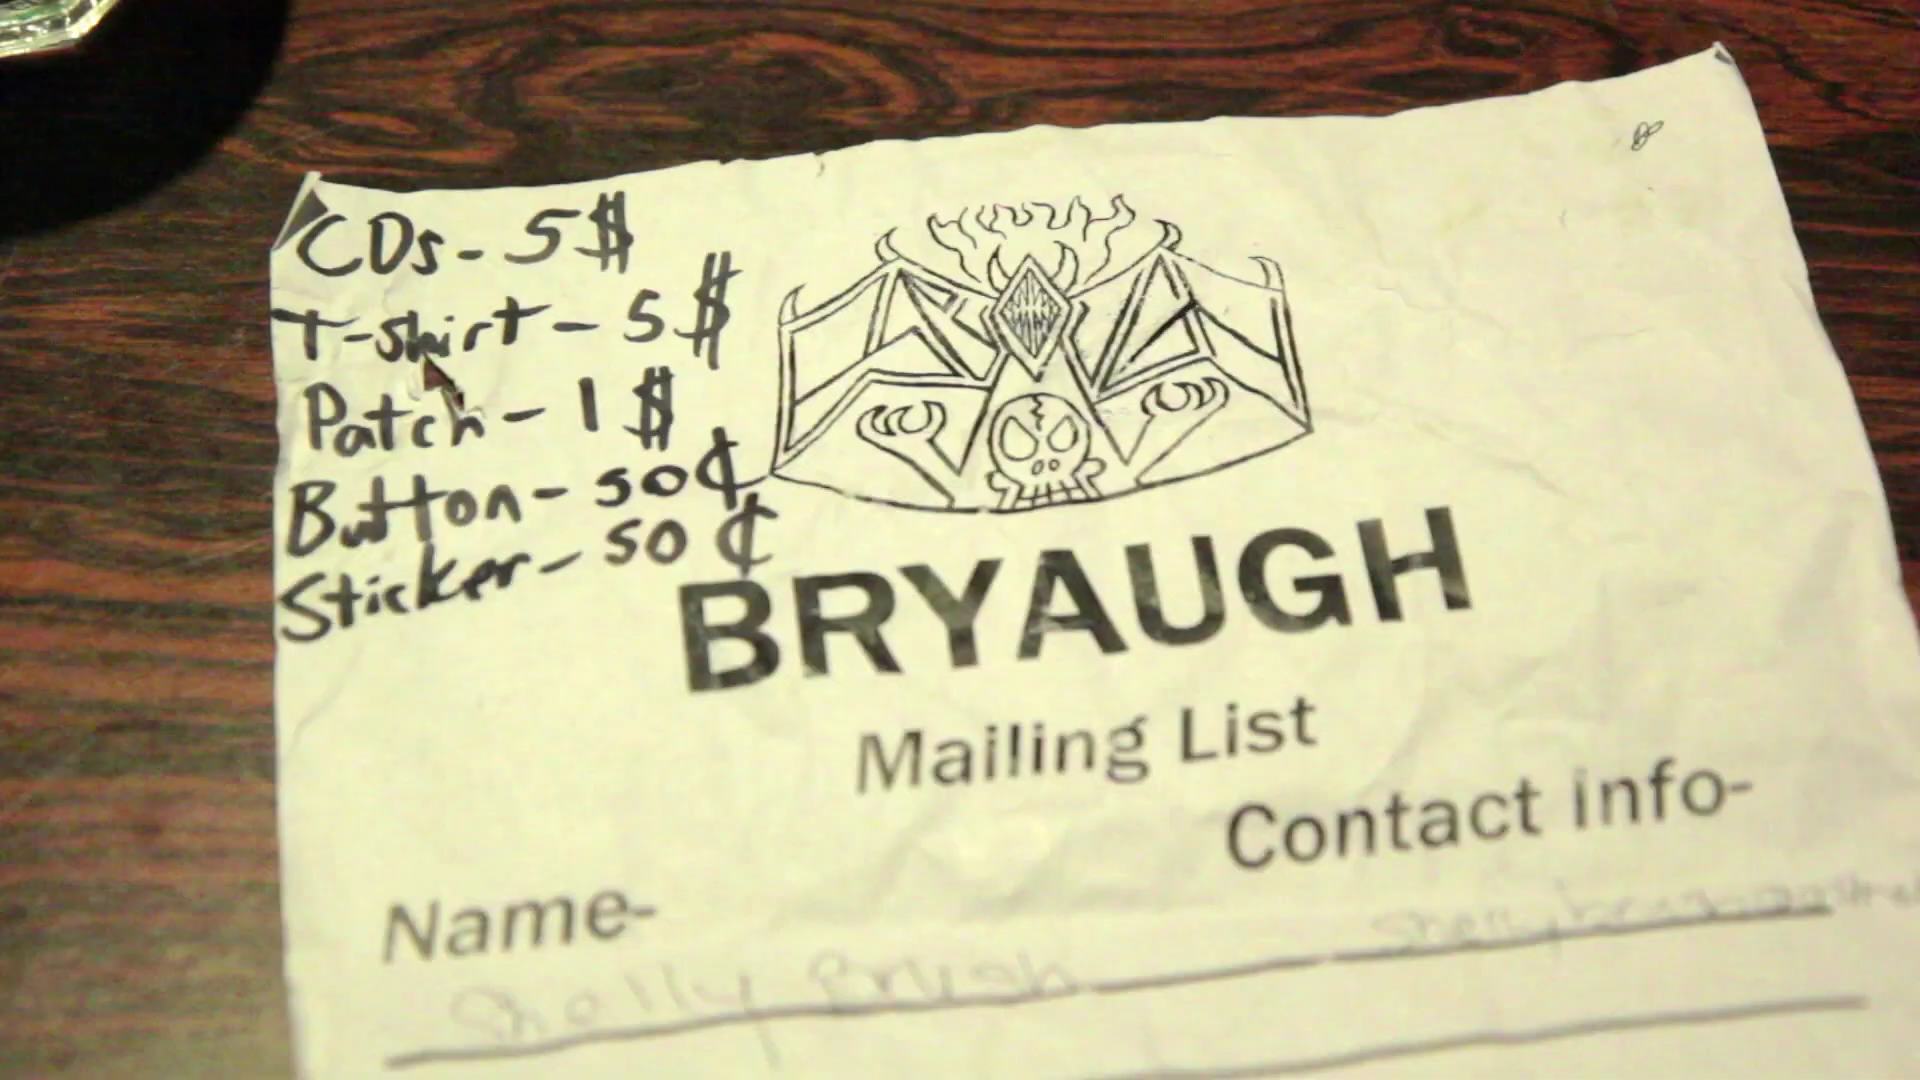 CDs - 5$
T-shirt - 5$
Patch - 1$
Button - 50¢
Sticker - 50¢
BRYAUGH
Mailing List
Contact info-
Name-
Shelly Brush